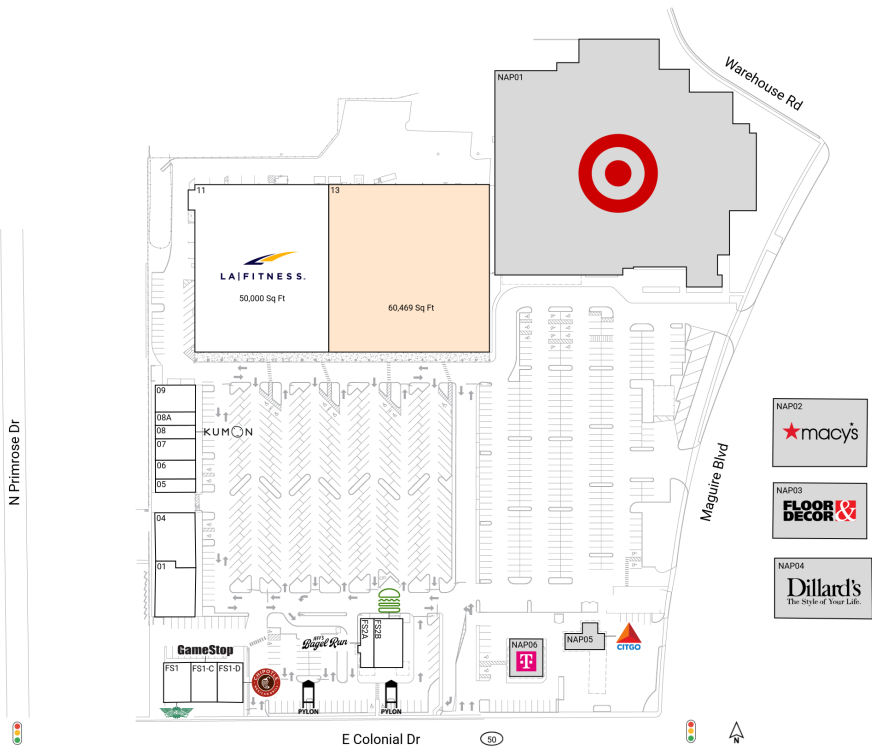 NAP01
Warehouse Rd
11
13
LA|FITNESS.
50,000 Sq Ft
60,469 Sq Ft
09
08A
08
KUMON
07
06
05
04
01
N Primrose Dr
Maguire Blvd
NAP02
macy's
NAP03
FLOOR &
DECOR
NAP04
Dillard's
The Style of Your Life.
FS2A
FS2B
JEFF'S
Bagel Run
GameStop
FS1
FS1-C
FS1-D
CHIPOTLE
NAP06
T
NAP05
CITGO
PYLON
PYLON
E Colonial Dr
50
N